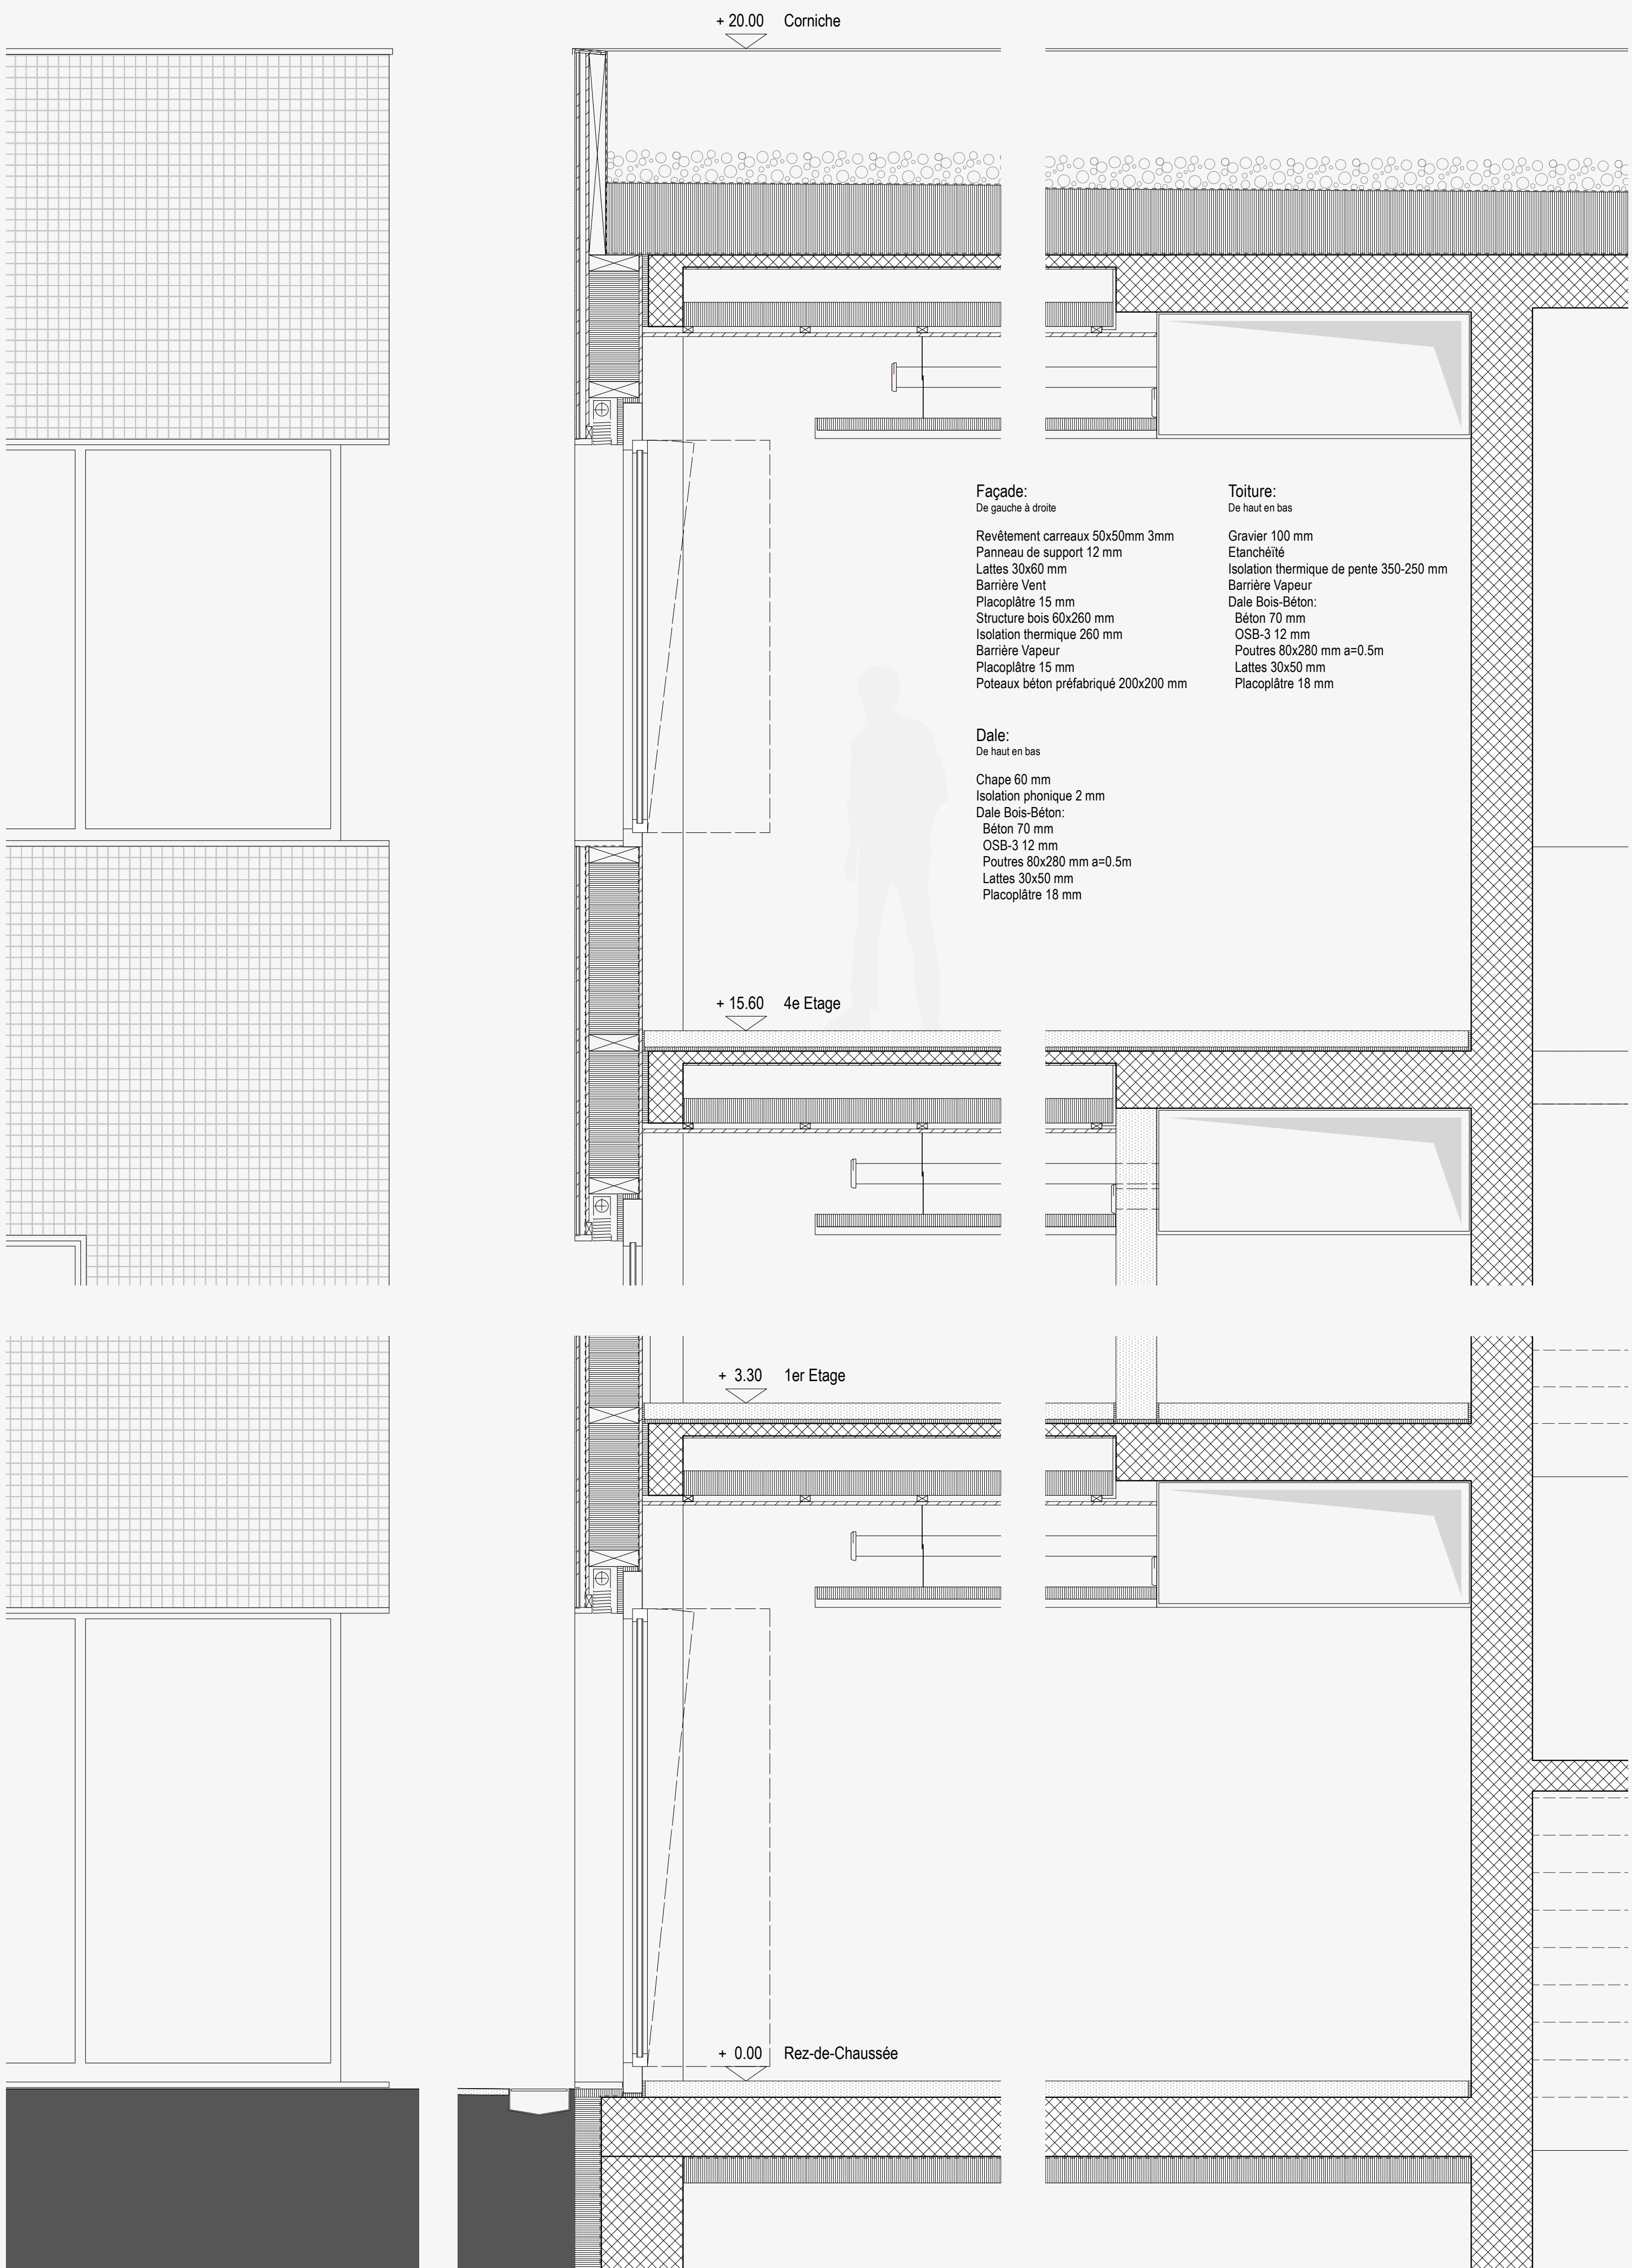 + 20.00 Corniche
Façade:
De gauche à droite
Revêtement carreaux 50x50mm 3mm
Panneau de support 12 mm
Lattes 30x60 mm
Barrière Vent
Placoplâtre 15 mm
Structure bois 60x260 mm
Isolation thermique 260 mm
Barrière Vapeur
Placoplâtre 15 mm
Poteaux béton préfabriqué 200x200 mm
Toiture:
De haut en bas
Gravier 100 mm
Etanchéïté
Isolation thermique de pente 350-250 mm
Barrière Vapeur
Dale Bois-Béton:
Béton 70 mm
OSB-3 12 mm
Poutres 80x280 mm a=0.5m
Lattes 30x50 mm
Placoplâtre 18 mm
Dale:
De haut en bas
Chape 60 mm
Isolation phonique 2 mm
Dale Bois-Béton:
Béton 70 mm
OSB-3 12 mm
Poutres 80x280 mm a=0.5m
Lattes 30x50 mm
Placoplâtre 18 mm
+ 15.60 4e Etage
+ 3.30 1er Etage
+ 0.00 Rez-de-Chaussée